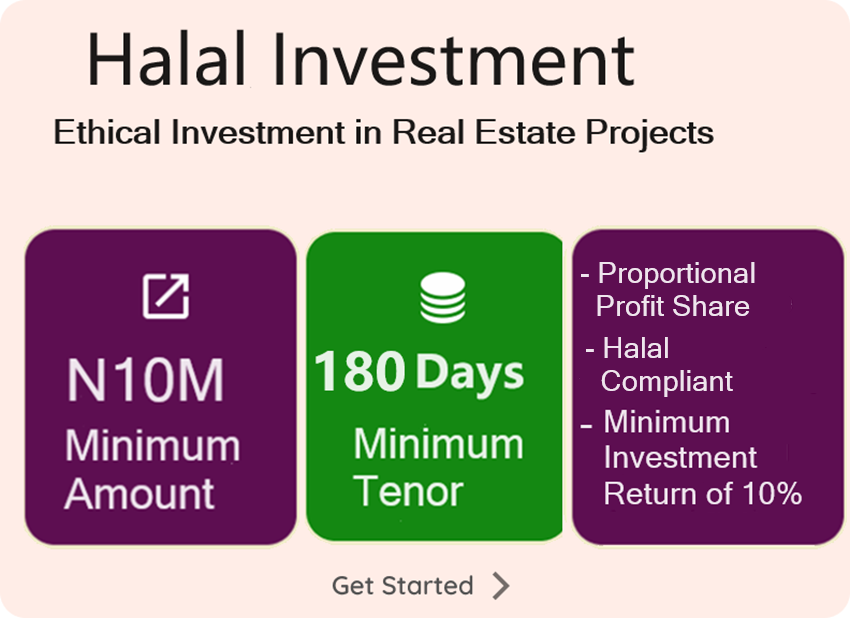 Halal Investment
Ethical Investment in Real Estate Projects
N10M
Minimum
Amount
180 Days
Minimum
Tenor
- Proportional
Profit Share
- Halal
Compliant
- Minimum
Investment
Return of 10%
Get Started